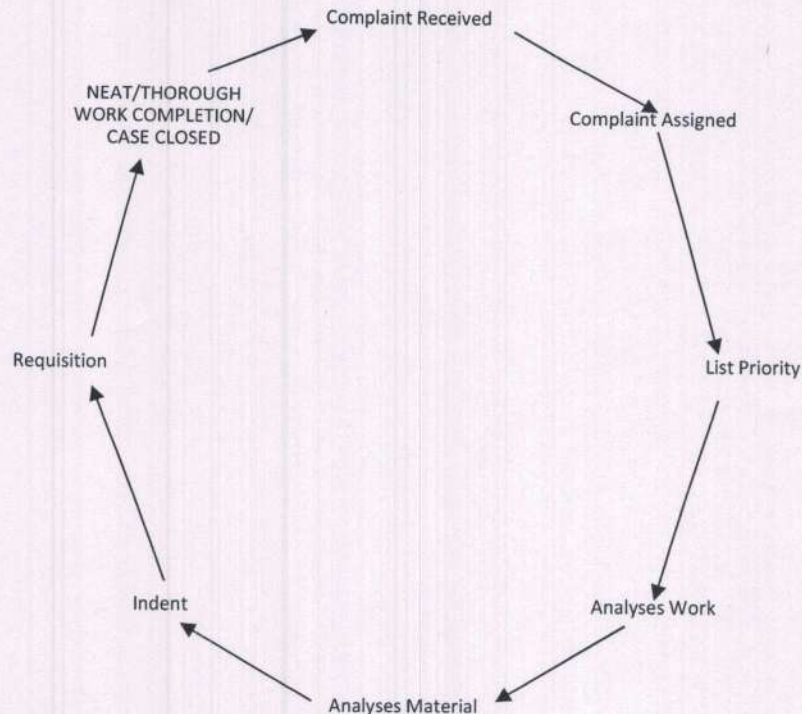 Complaint Received
NEAT/THOROUGH
WORK COMPLETION/
CASE CLOSED
Complaint Assigned
Requisition
List Priority
Indent
Analyses Work
Analyses Material